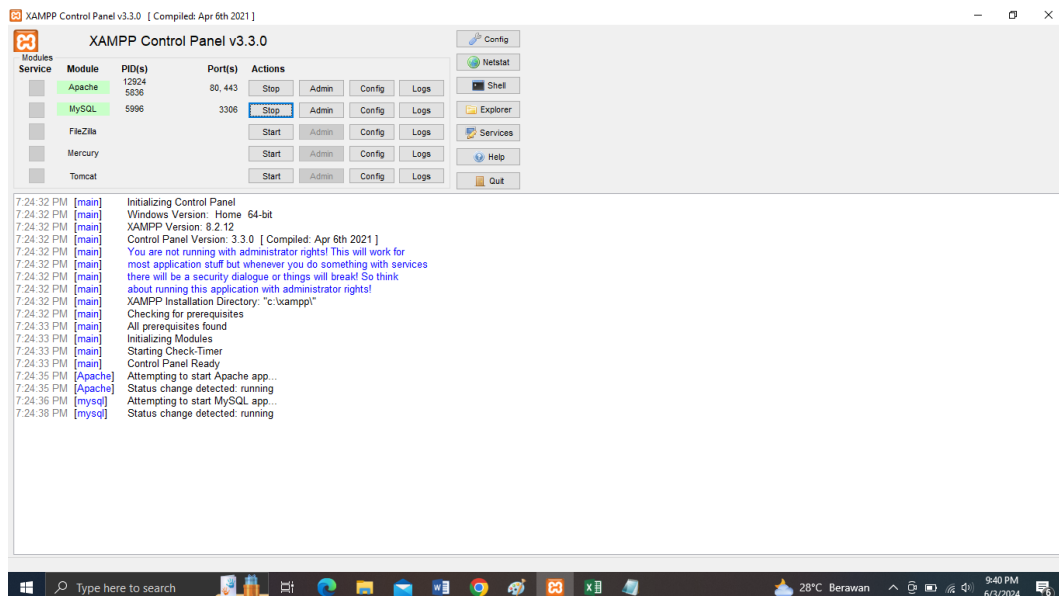 XAMPP Control Panel v3.3.0 [ Compiled: Apr 6th 2021 ]
XAMPP Control Panel v3.3.0
Config
Modules
Service Module PID(s) Port(s) Actions
Netstat
Apache 12924 5836 80, 443 Stop Admin Config Logs
Shell
MySQL 5996 3306 Stop Admin Config Logs
Explorer
FileZilla Start Admin Config Logs
Services
Mercury Start Admin Config Logs
Help
Tomcat Start Admin Config Logs
Quit
7:24:32 PM [main] Initializing Control Panel
7:24:32 PM [main] Windows Version: Home 64-bit
7:24:32 PM [main] XAMPP Version: 8.2.12
7:24:32 PM [main] Control Panel Version: 3.3.0 [ Compiled: Apr 6th 2021 ]
7:24:32 PM [main] You are not running with administrator rights! This will work for
7:24:32 PM [main] most application stuff but whenever you do something with services
7:24:32 PM [main] there will be a security dialogue or things will break! So think
7:24:32 PM [main] about running this application with administrator rights!
7:24:32 PM [main] XAMPP Installation Directory: "c:\xampp\"
7:24:32 PM [main] Checking for prerequisites
7:24:33 PM [main] All prerequisites found
7:24:33 PM [main] Initializing Modules
7:24:33 PM [main] Starting Check-Timer
7:24:33 PM [main] Control Panel Ready
7:24:35 PM [Apache] Attempting to start Apache app...
7:24:35 PM [Apache] Status change detected: running
7:24:36 PM [mysql] Attempting to start MySQL app...
7:24:38 PM [mysql] Status change detected: running
Type here to search
28°C Berawan
9:40 PM
6/3/2024
6